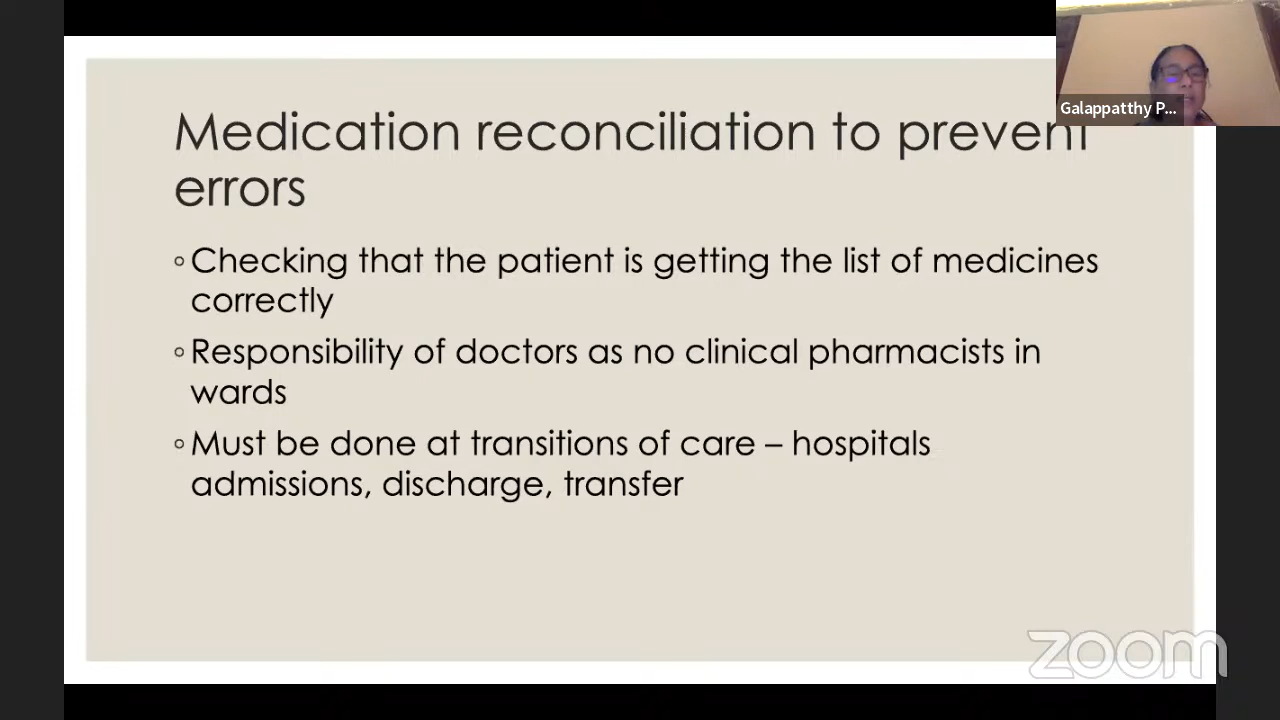 Medication reconciliation to prevent
errors
◦Checking that the patient is getting the list of medicines
correctly
◦Responsibility of doctors as no clinical pharmacists in
wards
◦Must be done at transitions of care – hospitals
admissions, discharge, transfer
Galappatthy P...
zoom